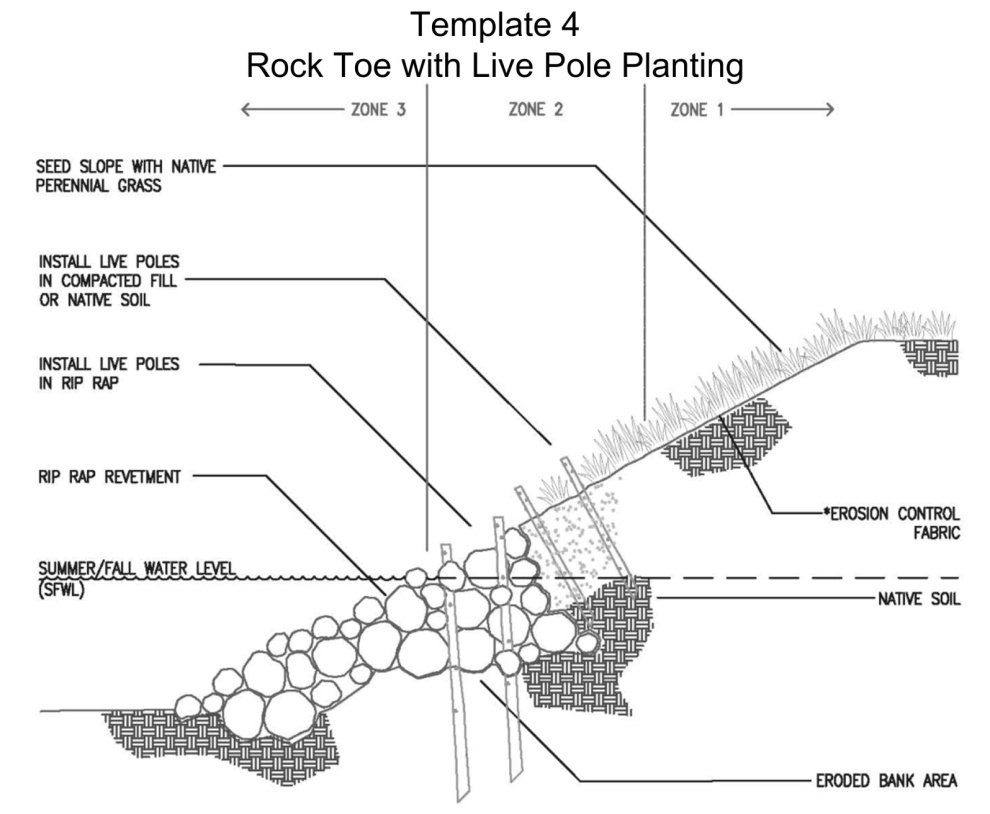 Template 4
Rock Toe with Live Pole Planting
ZONE 3
ZONE 2
ZONE 1
SEED SLOPE WITH NATIVE
PERENNIAL GRASS
INSTALL LIVE POLES
IN COMPACTED FILL
OR NATIVE SOIL
INSTALL LIVE POLES
IN RIP RAP
RIP RAP REVETMENT
*EROSION CONTROL
FABRIC
SUMMER/FALL WATER LEVEL
(SFWL)
NATIVE SOIL
ERODED BANK AREA